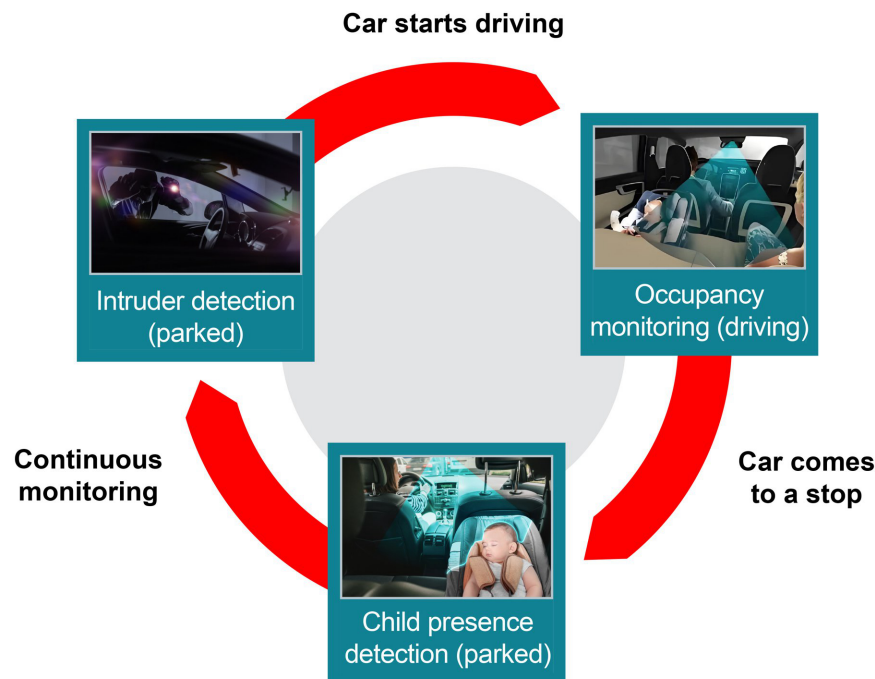 Car starts driving
Intruder detection
(parked)
Occupancy
monitoring (driving)
Continuous
monitoring
Car comes
to a stop
Child presence
detection (parked)